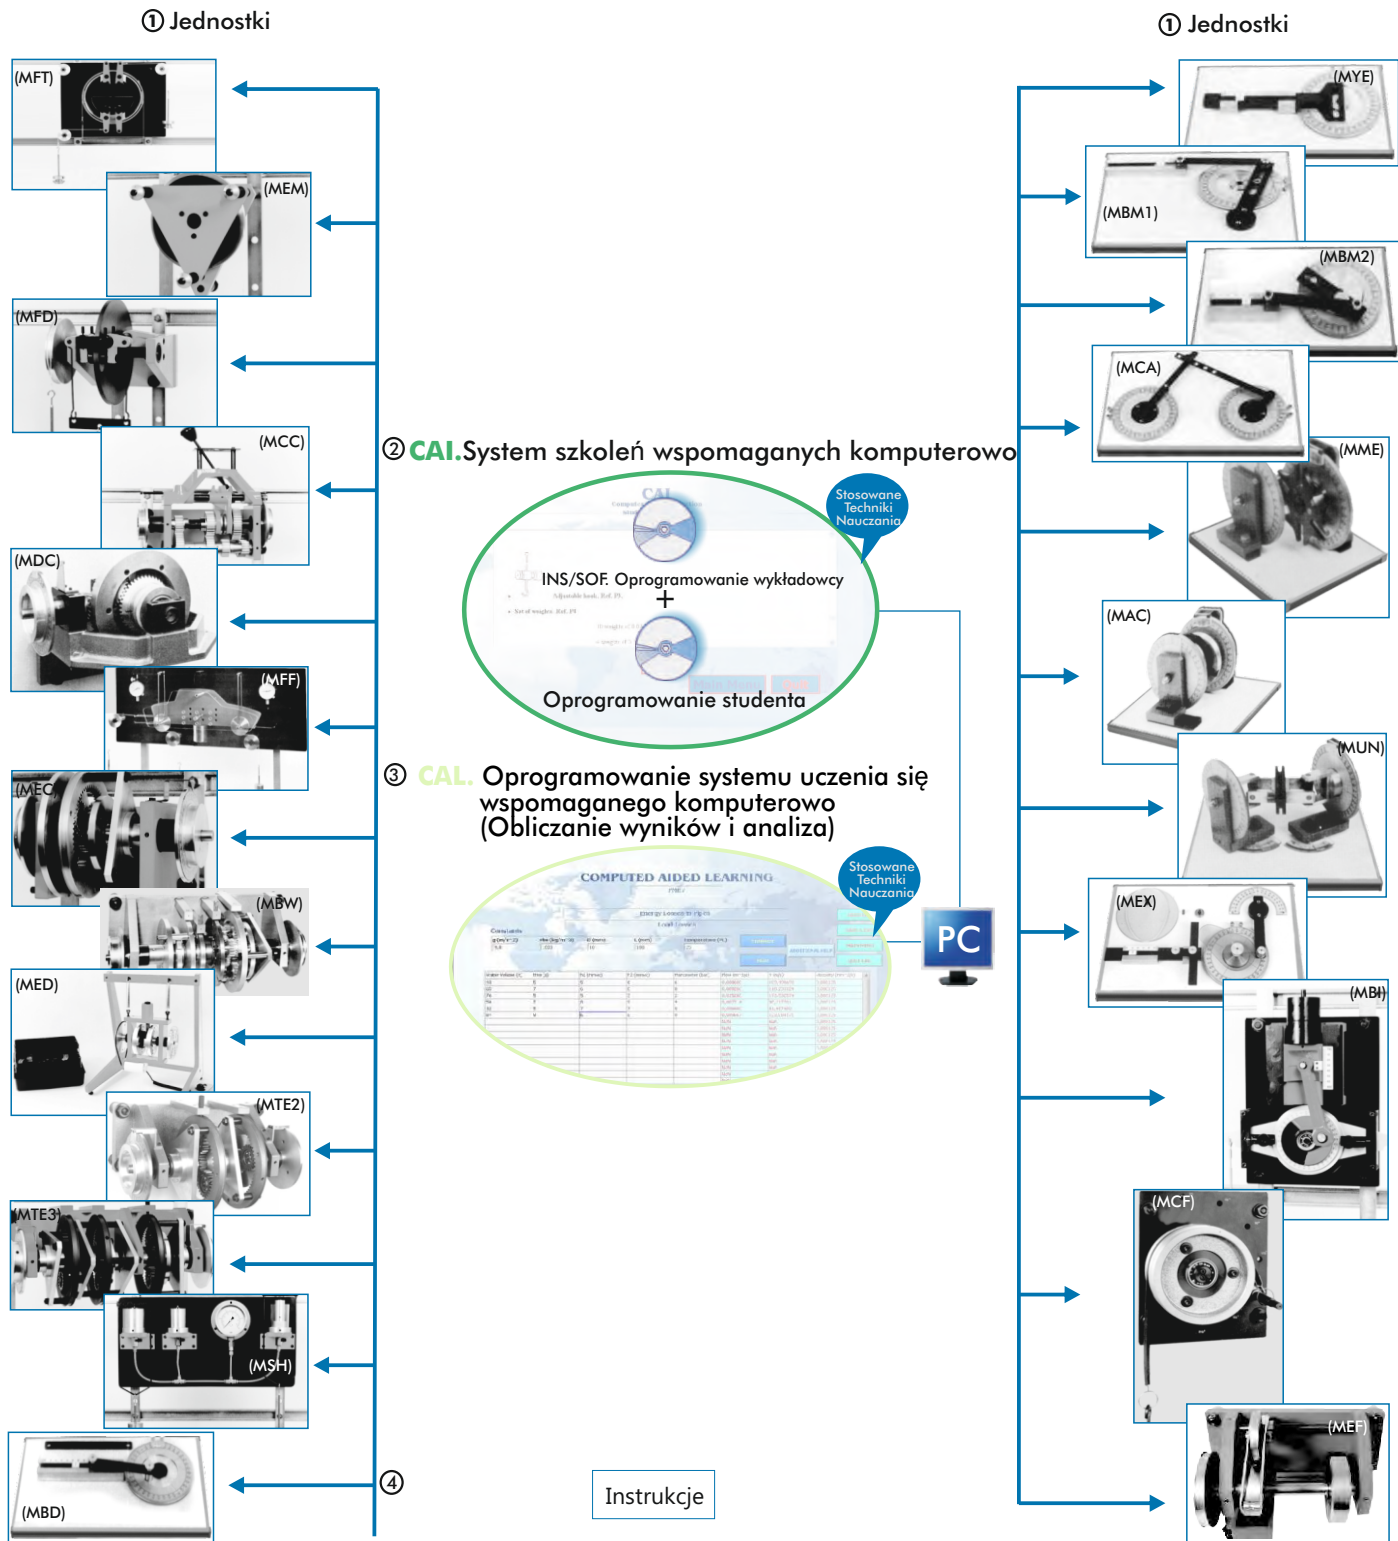 ① Jednostki
① Jednostki
(MFT)
(MEM)
(MFD)
(MCC)
(MDC)
(MFF)
(MEC)
(MBW)
(MED)
(MTE2)
(MTE3)
(MSH)
(MBD)
② CAI.System szkoleń wspomaganych komputerowo
CAI
Stosowane
Techniki
Nauczania
INS/SOF. Oprogramowanie wykładowcy
+
Oprogramowanie studenta
③ CAL. Oprogramowanie systemu uczenia się
wspomaganego komputerowo
(Obliczanie wyników i analiza)
Stosowane
Techniki
Nauczania
COMPUTED AIDED LEARNING
PC
④
Instrukcje
(MYE)
(MBM1)
(MBM2)
(MCA)
(MME)
(MAC)
(MUN)
(MEX)
(MBI)
(MCF)
(MEF)